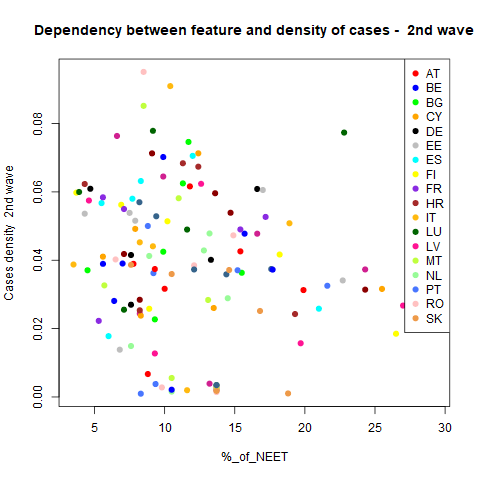 Dependency between feature and density of cases -  2nd wave
Cases density  2nd wave
0.00
0.02
0.04
0.06
0.08
5
10
15
20
25
30
%_of_NEET
AT
BE
BG
CY
DE
EE
ES
FI
FR
HR
IT
LU
LV
MT
NL
PT
RO
SK